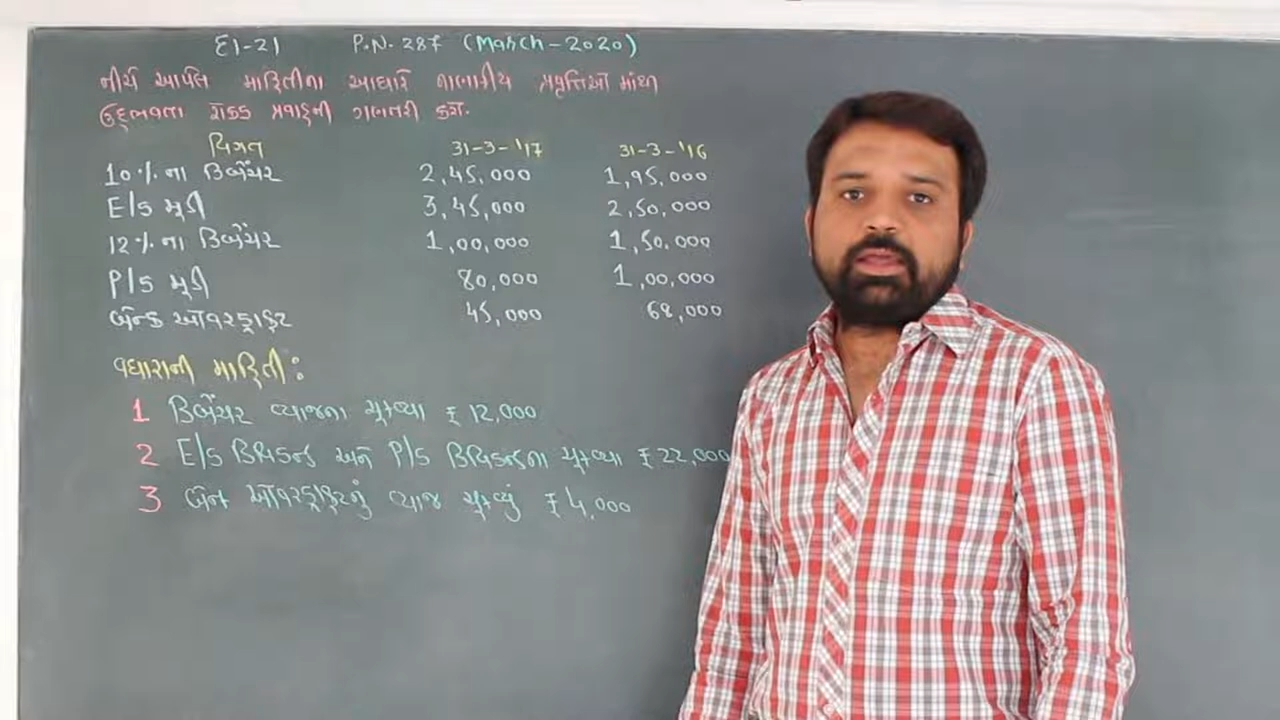 દા-21 P.N. 287 (March-2020)
નીચે આપેલ માહિતીના આધારે નાણાકીય પ્રવૃત્તિઓ માંથી
ઉદ્દભવતા રોકડ પ્રવાહની ગણતરી કરો.
વિગત 31-3-'17 31-3-'16
10%ના ડિબેંચર 2,45,000 1,95,000
E/S મૂડી 3,45,000 2,50,000
12%ના ડિબેંચર 1,00,000 1,50,000
P/S મૂડી 80,000 1,00,000
બેન્ક ઓવરડ્રાફ્ટ 45,000 68,000
વધારાની માહિતી:
1 ડિબેંચર વ્યાજના ચૂકવ્યા ₹ 12,000
2 E/S ડિવિડન્ડ અને P/S ડિવિડન્ડના ચૂકવ્યા ₹ 22,000
3 બેંન ઓવરડ્રાફ્ટનું વ્યાજ ચૂકવ્યું ₹ 4,000